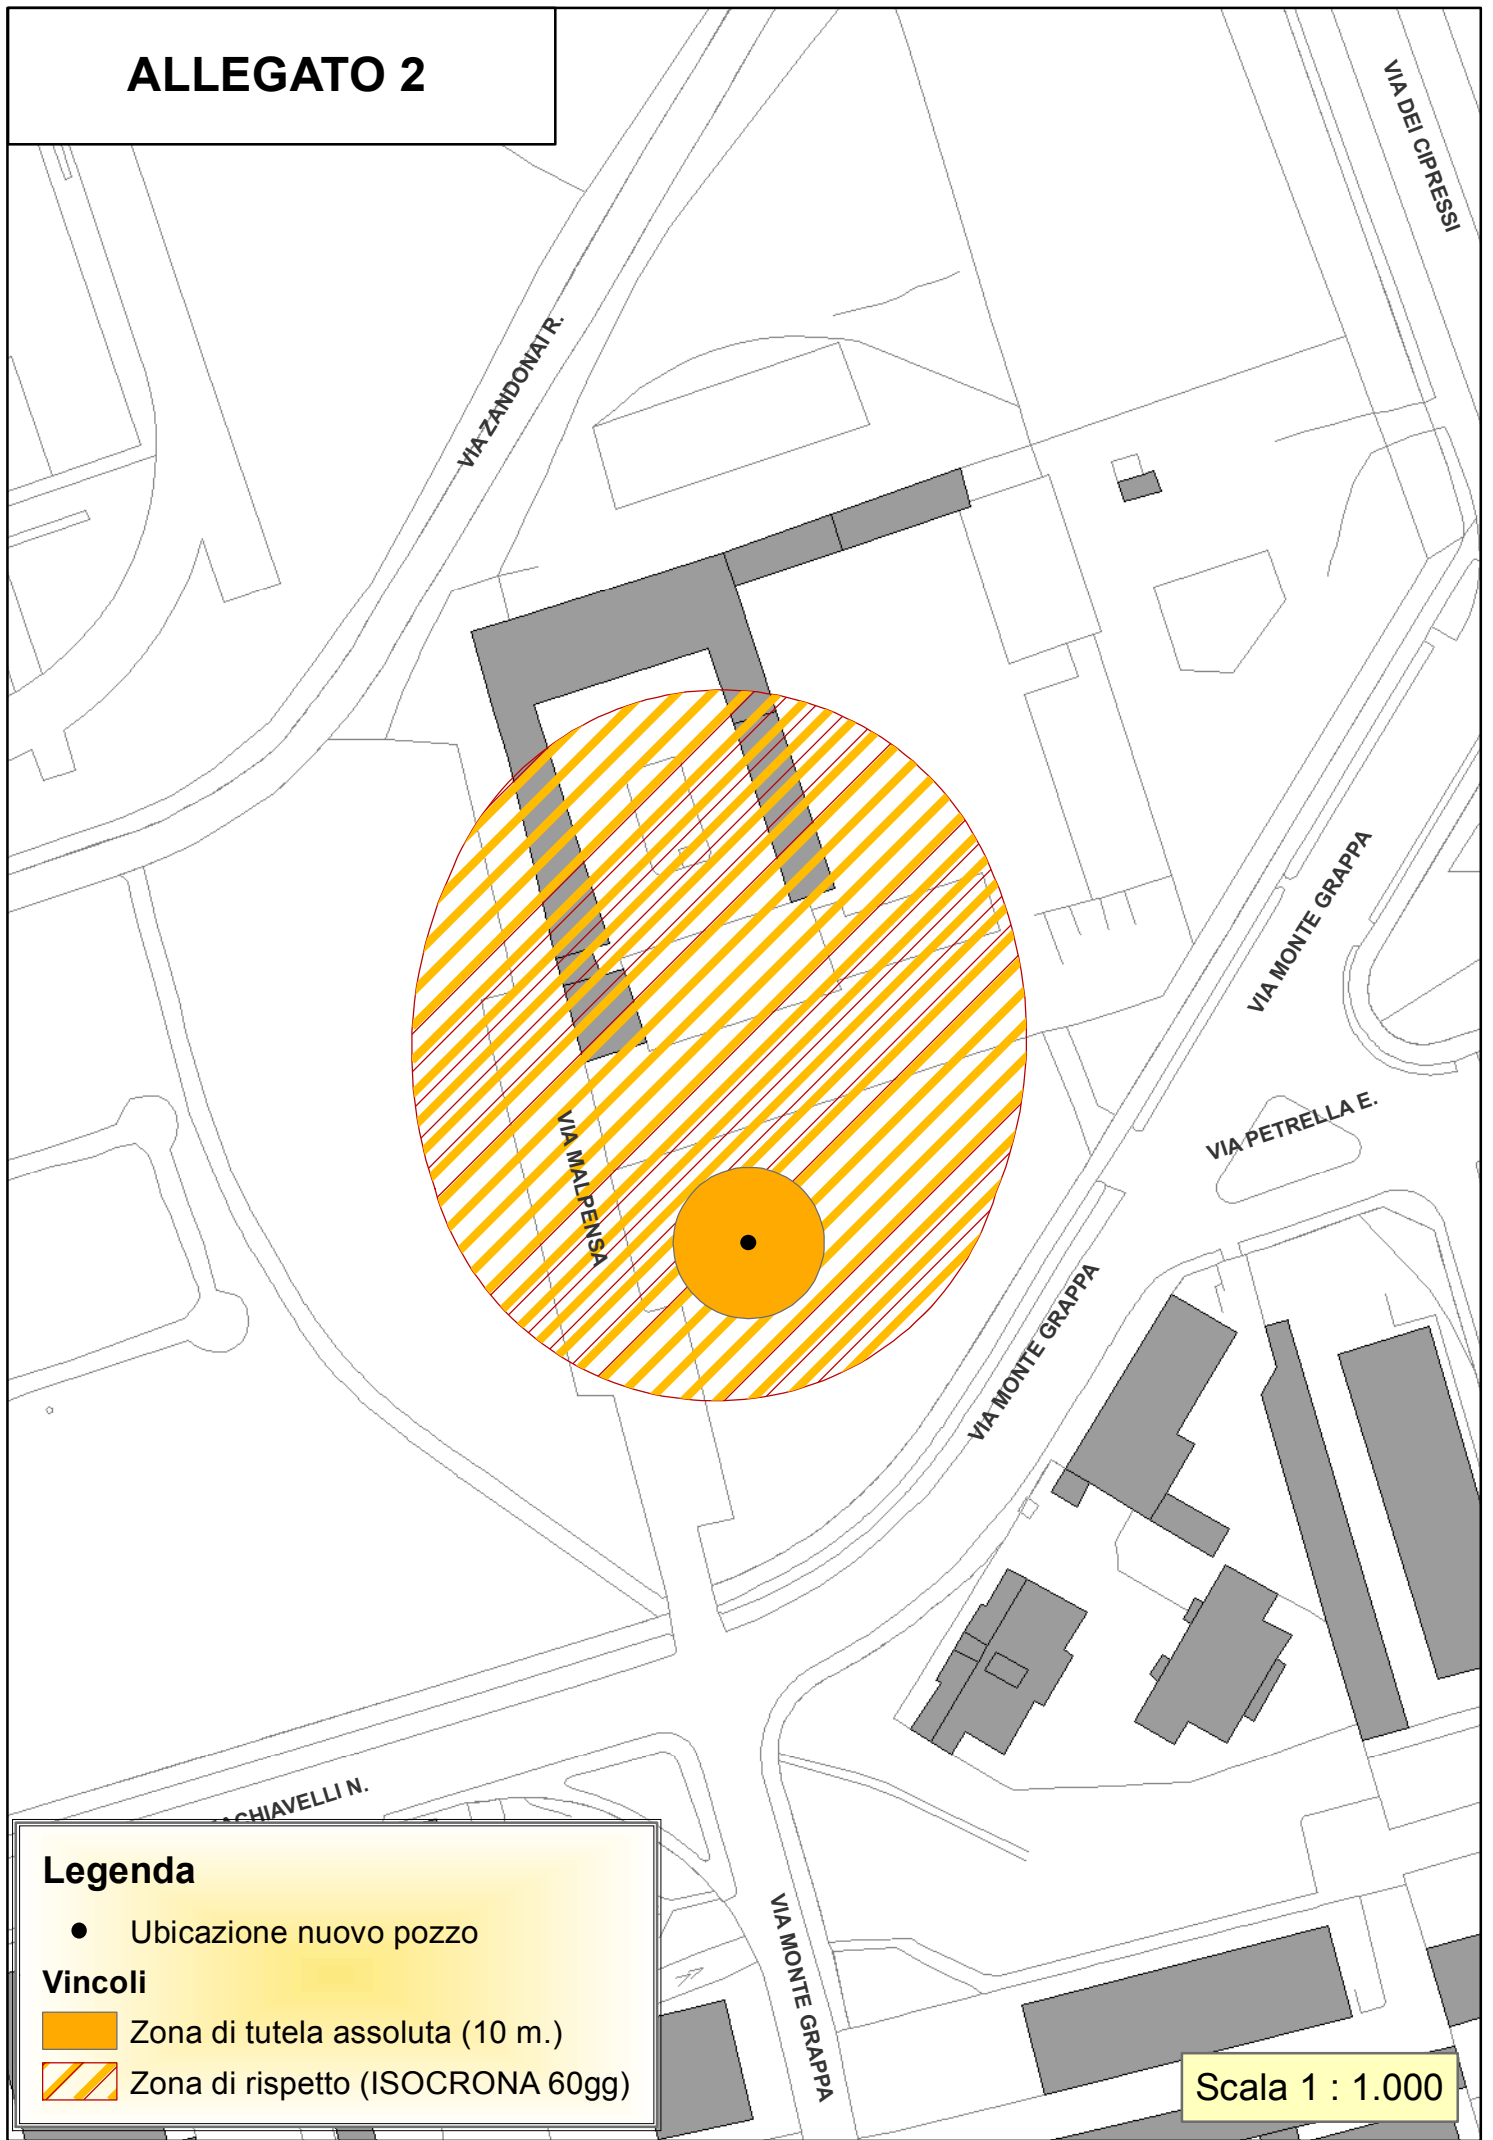 ALLEGATO 2
VIA DEI CIPRESSI
VIA ZANDONAI R.
VIA MONTE GRAPPA
VIA PETRELLA E.
VIA MALPENSA
VIA MONTE GRAPPA
ACHIAVELLI N.
VIA MONTE GRAPPA
Legenda
Ubicazione nuovo pozzo
Vincoli
Zona di tutela assoluta (10 m.)
Zona di rispetto (ISOCRONA 60gg)
Scala 1 : 1.000